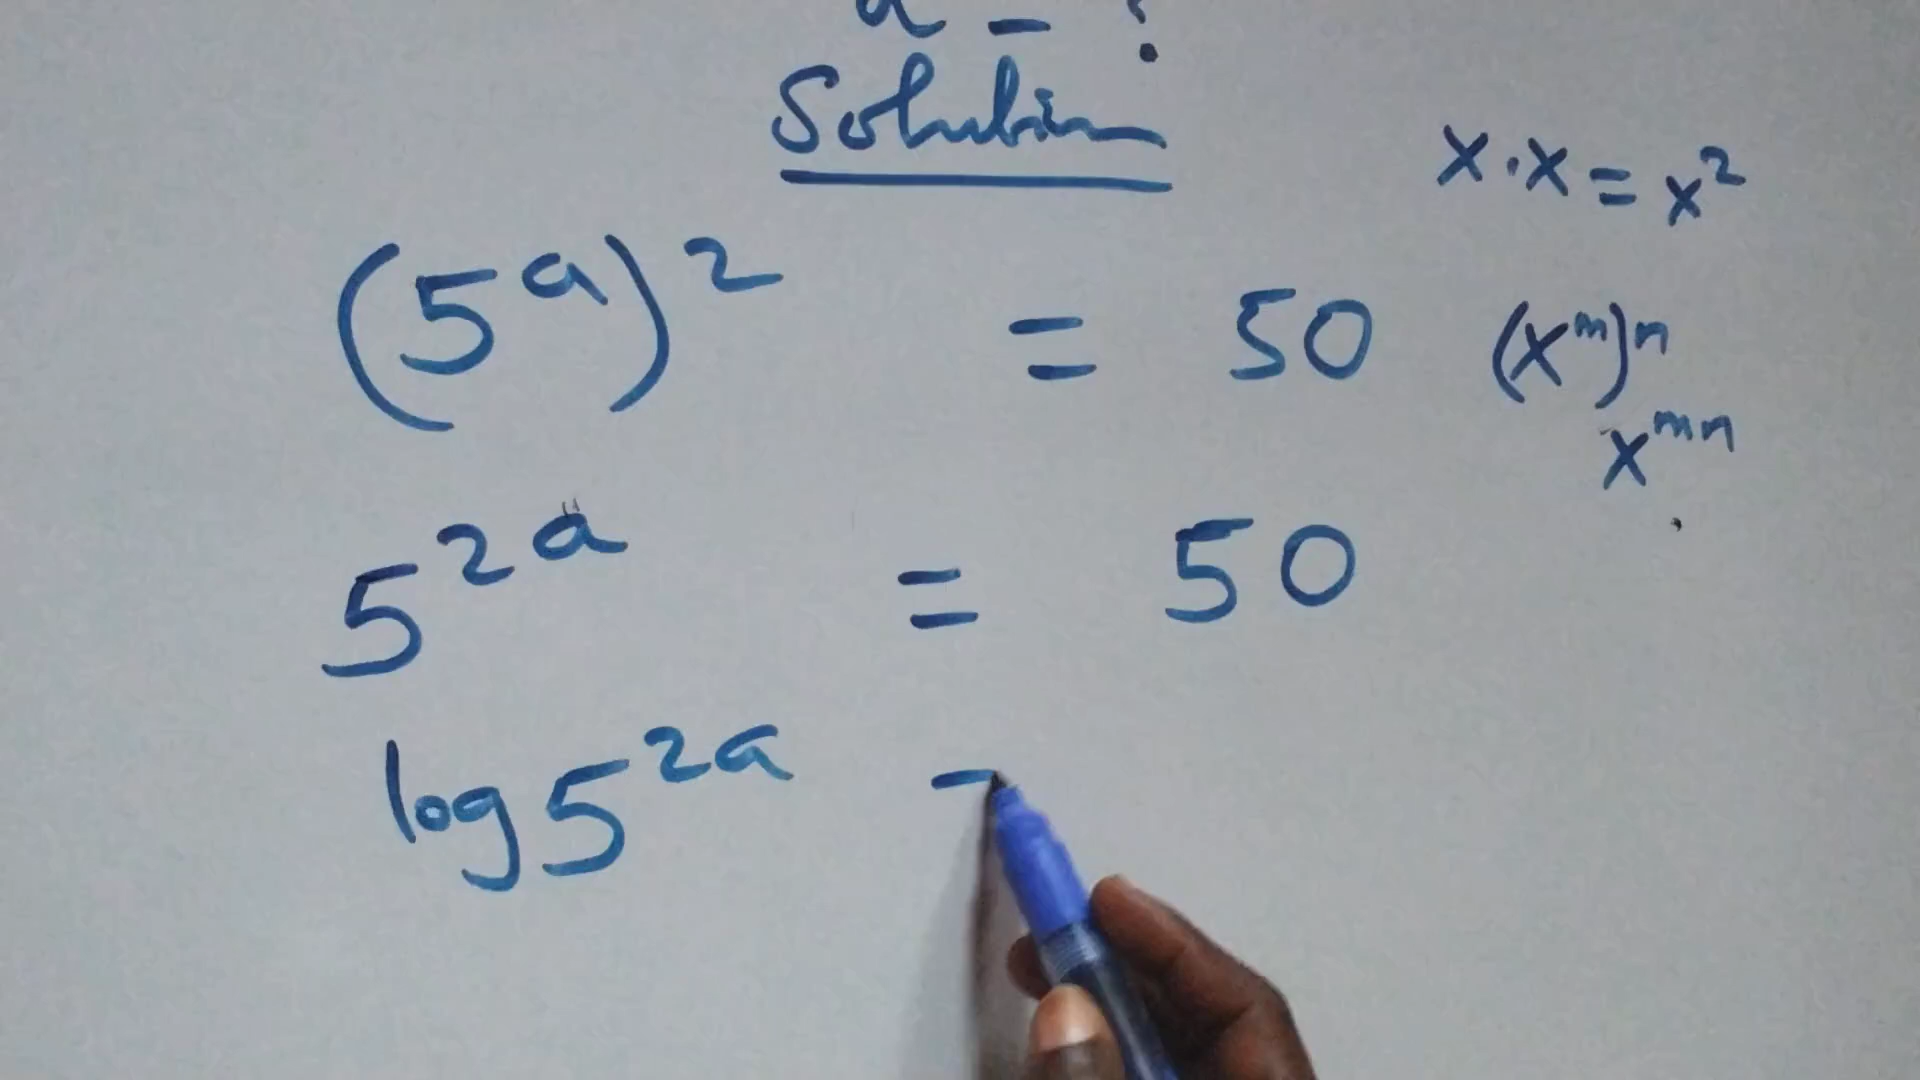 a = ?
Solution
x·x = x²
(5ᵃ)² = 50
(xᵐ)ⁿ
xᵐⁿ
5²ᵃ = 50
log 5²ᵃ -